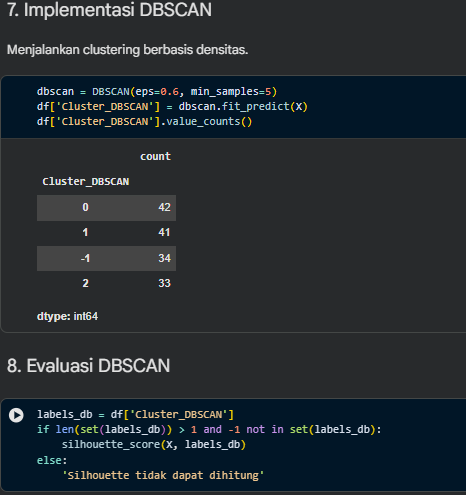 7. Implementasi DBSCAN
Menjalankan clustering berbasis densitas.
dbscan = DBSCAN(eps=0.6, min_samples=5)
df['Cluster_DBSCAN'] = dbscan.fit_predict(X)
df['Cluster_DBSCAN'].value_counts()
count
Cluster_DBSCAN
0 42
1 41
-1 34
2 33
dtype: int64
8. Evaluasi DBSCAN
labels_db = df['Cluster_DBSCAN']
if len(set(labels_db)) > 1 and -1 not in set(labels_db):
    silhouette_score(X, labels_db)
else:
    'Silhouette tidak dapat dihitung'